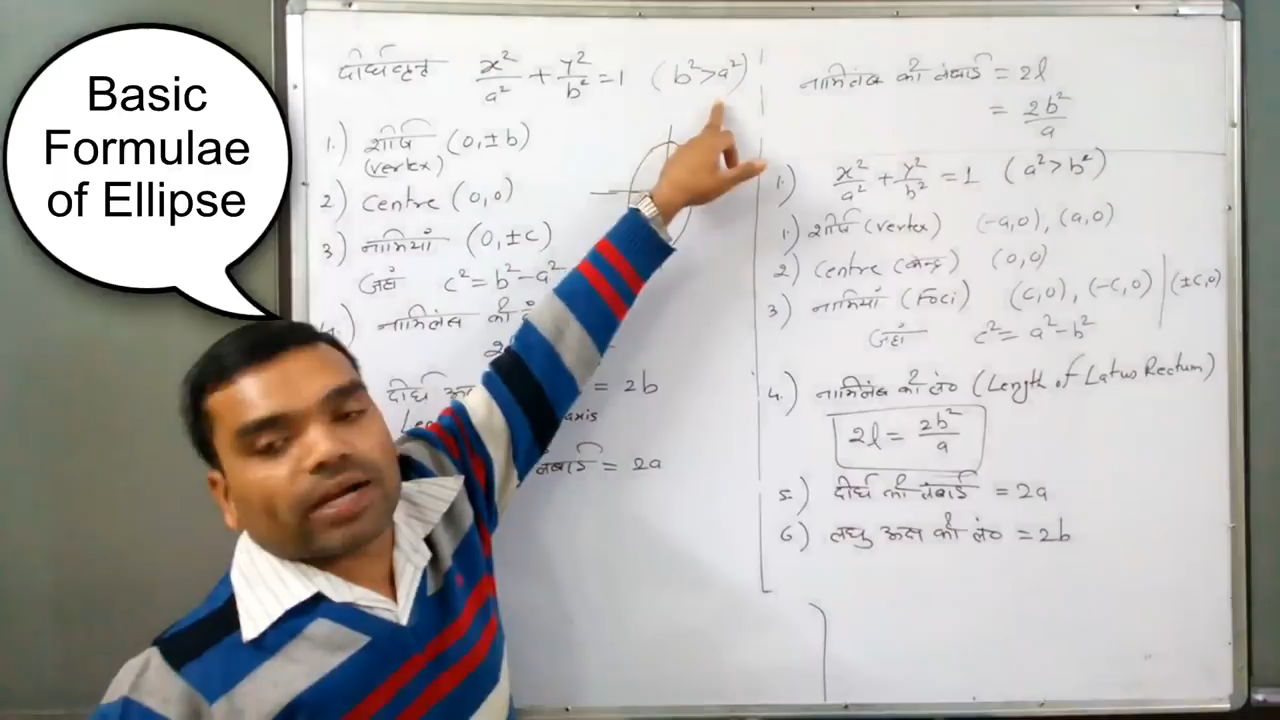 Basic
Formulae
of Ellipse
दीर्घवृत्त x²/a² + y²/b² = 1 (b² > a²)
1.) शीर्ष (0, ±b)
(vertex)
2) Centre (0, 0)
3) नाभियाँ (0, ±c)
जहाँ c² = b² - a²
4.) नाभिलंब की
दीर्घ = 2b
axis
= 2a
नाभिलंब की लंबाई = 2l
= 2b²/a
1.) x²/a² + y²/b² = 1 (a² > b²)
1.) शीर्ष (vertex) (-a, 0), (a, 0)
2) Centre (केन्द्र) (0, 0)
3) नाभियाँ (Foci) (c, 0), (-c, 0) | (±c, 0)
जहाँ c² = a² - b²
4.) नाभिलंब की लं० (Length of Latus Rectum)
2l = 2b²/a
5.) दीर्घ की लंबाई = 2a
6) लघु अक्ष की लं० = 2b